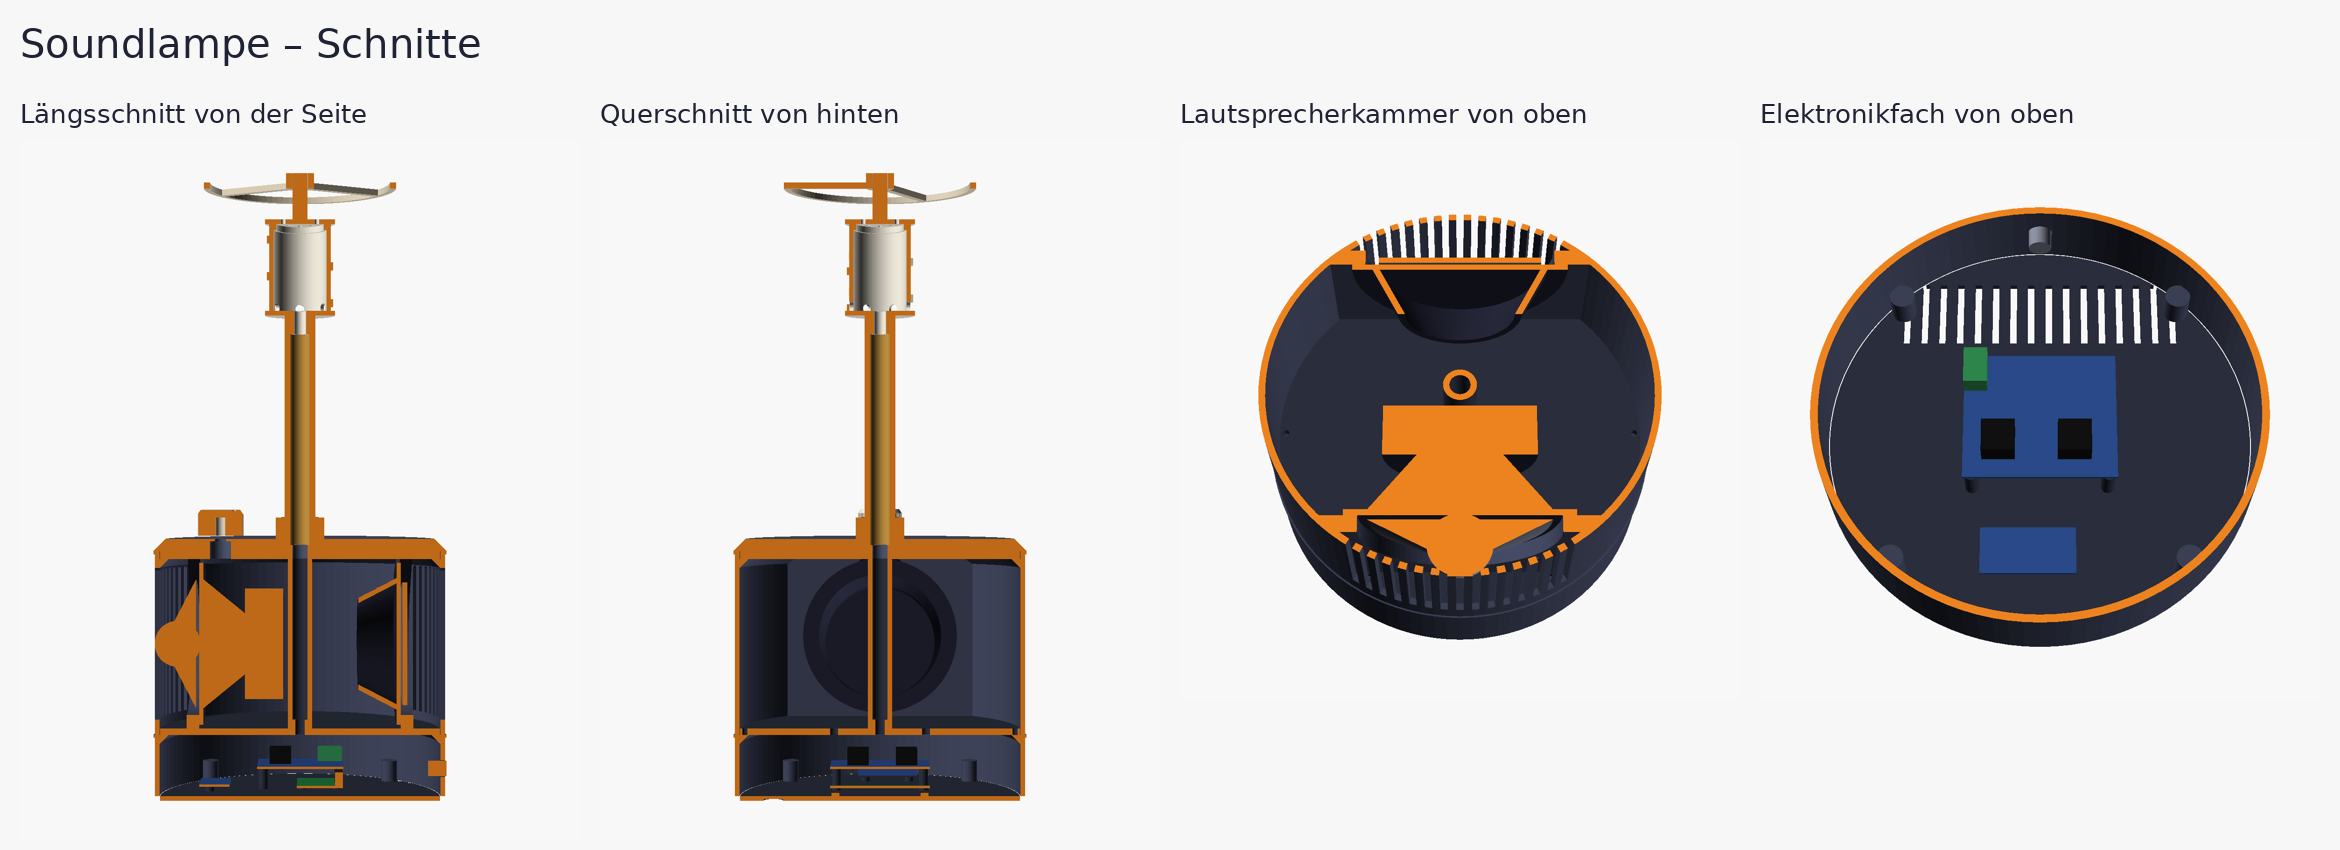 Soundlampe – Schnitte
Längsschnitt von der Seite
Querschnitt von hinten
Lautsprecherkammer von oben
Elektronikfach von oben